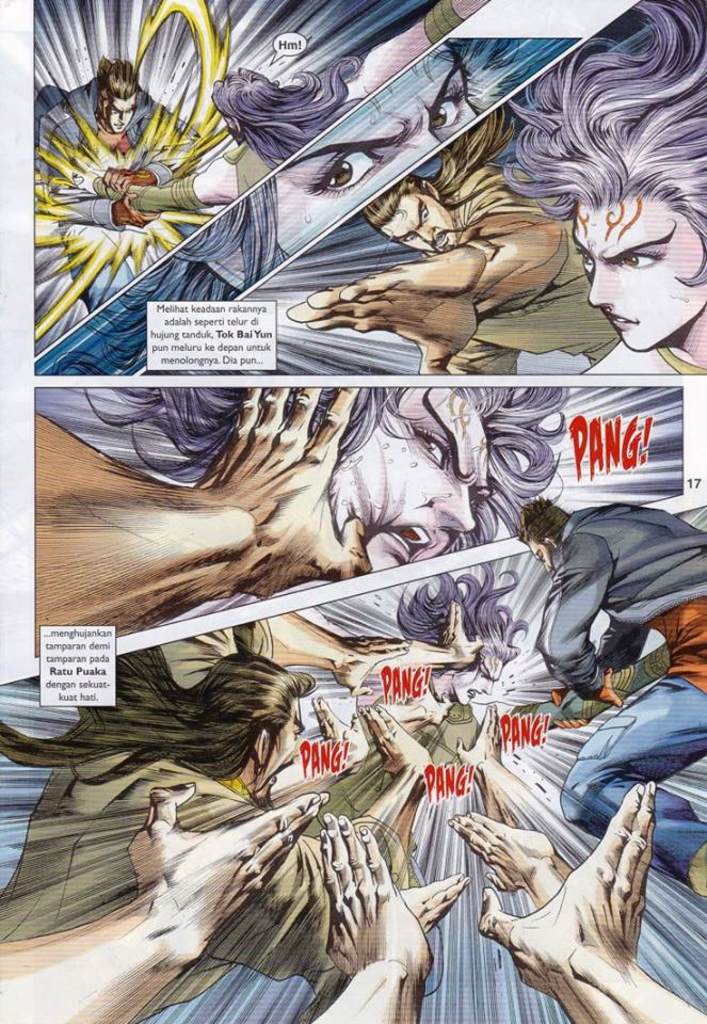 Hm!
Melihat keadaan rakannya
adalah seperti telur di
hujung tanduk, Tok Bai Yun
pun meluru ke depan untuk
menolongnya. Dia pun...
PANG!
17
...menghujankan
tamparan demi
tamparan pada
Ratu Puaka
dengan sekuat-
kuat hati.
PANG!
PANG!
PANG!
PANG!